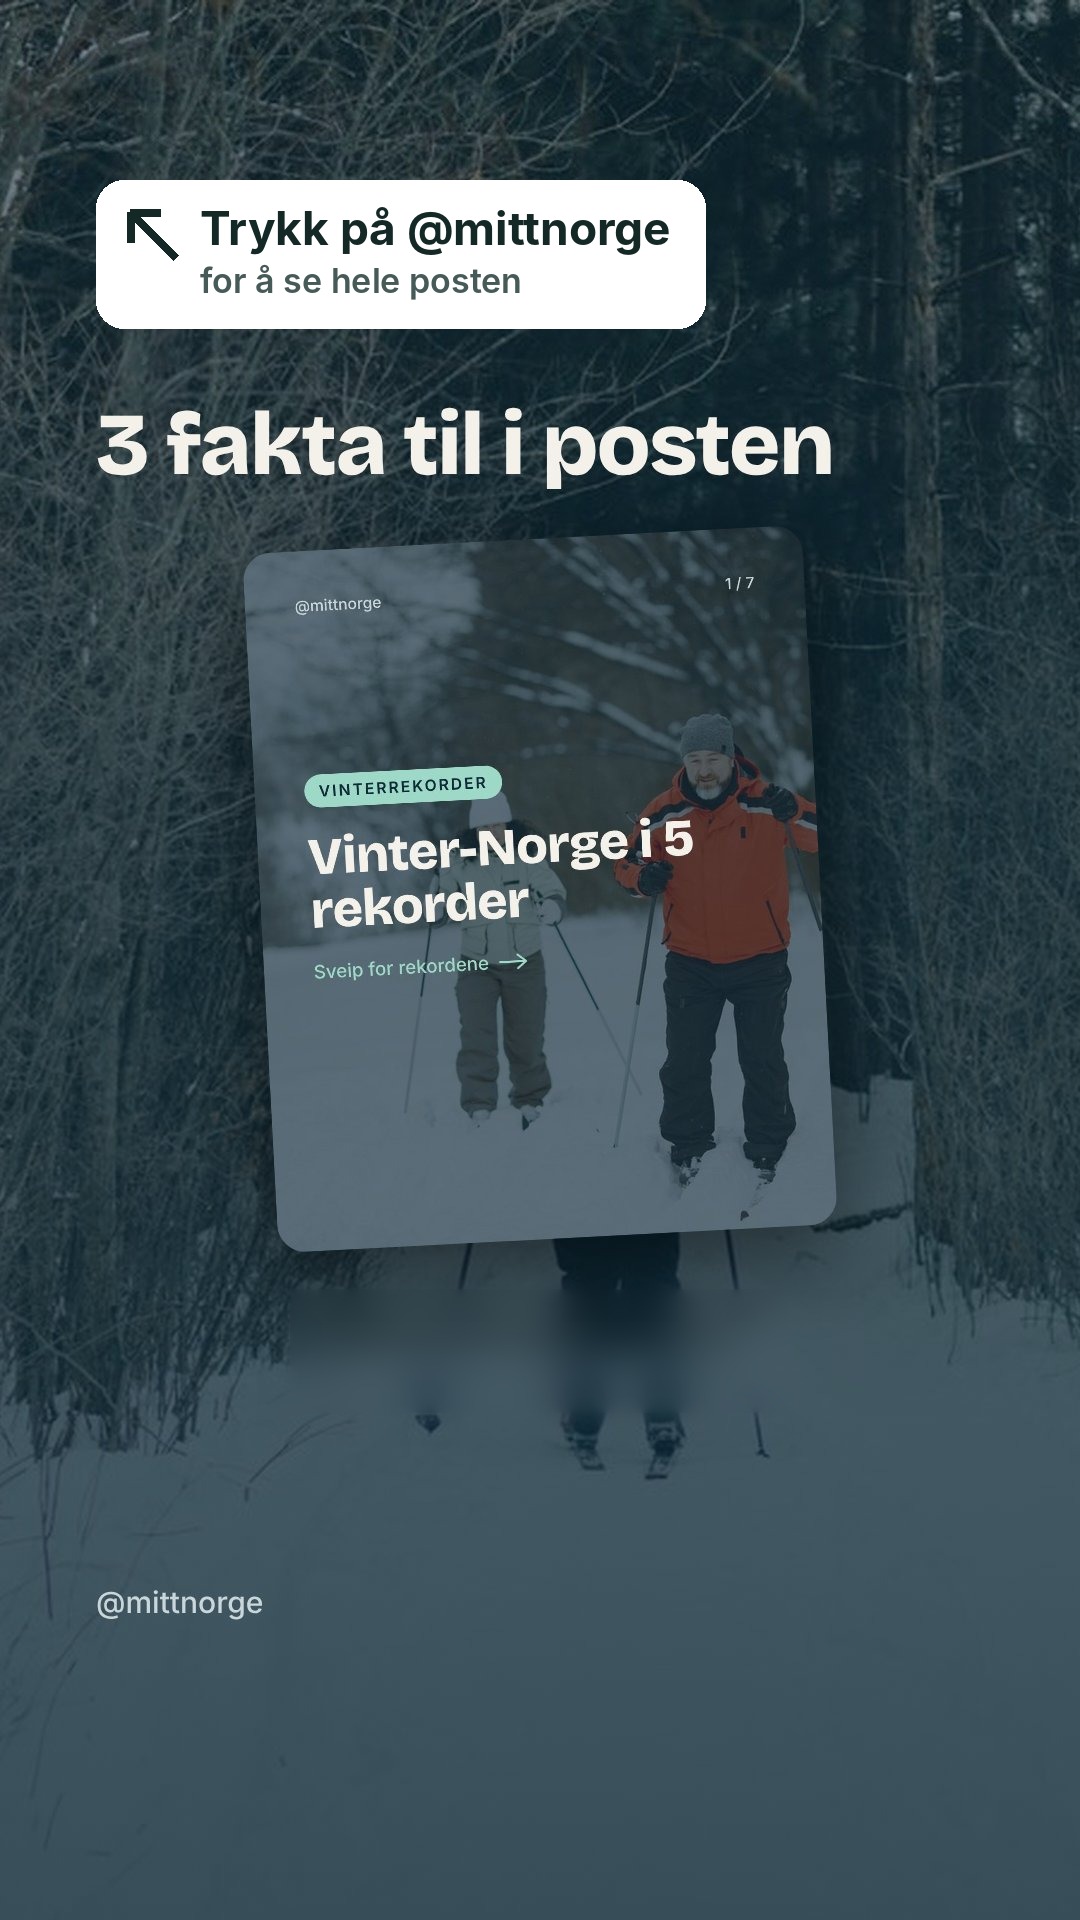 Trykk på @mittnorge
for å se hele posten
3 fakta til i posten
@mittnorge
1 / 7
VINTERREKORDER
Vinter-Norge i 5
rekorder
Sveip for rekordene →
@mittnorge